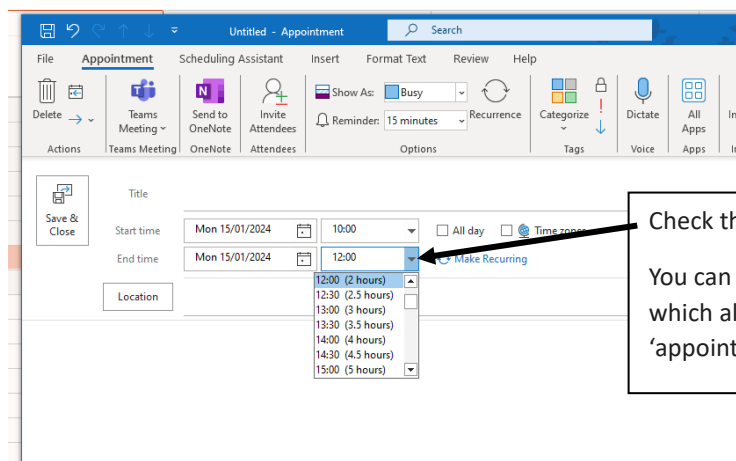 Untitled - Appointment
Search
File Appointment Scheduling Assistant Insert Format Text Review Help
Delete
Teams Meeting
Send to OneNote
Invite Attendees
Show As: Busy
Reminder: 15 minutes
Recurrence
Categorize
Dictate
All Apps
Actions Teams Meeting OneNote Attendees Options Tags Voice Apps
Save & Close
Title
Start time Mon 15/01/2024 10:00 All day Time zones
End time Mon 15/01/2024 12:00 Make Recurring
Location
12:00 (2 hours)
12:30 (2.5 hours)
13:00 (3 hours)
13:30 (3.5 hours)
14:00 (4 hours)
14:30 (4.5 hours)
15:00 (5 hours)
Check th
You can
which al
'appoint